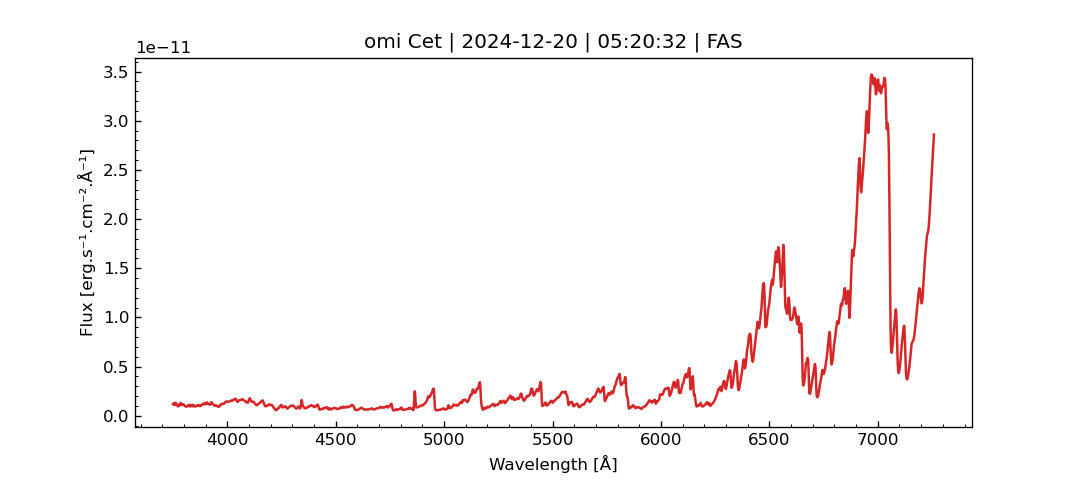 omi Cet | 2024-12-20 | 05:20:32 | FAS
1e−11
3.5
3.0
2.5
2.0
1.5
1.0
0.5
0.0
Flux [erg.s⁻¹.cm⁻².Å⁻¹]
4000 4500 5000 5500 6000 6500 7000
Wavelength [Å]